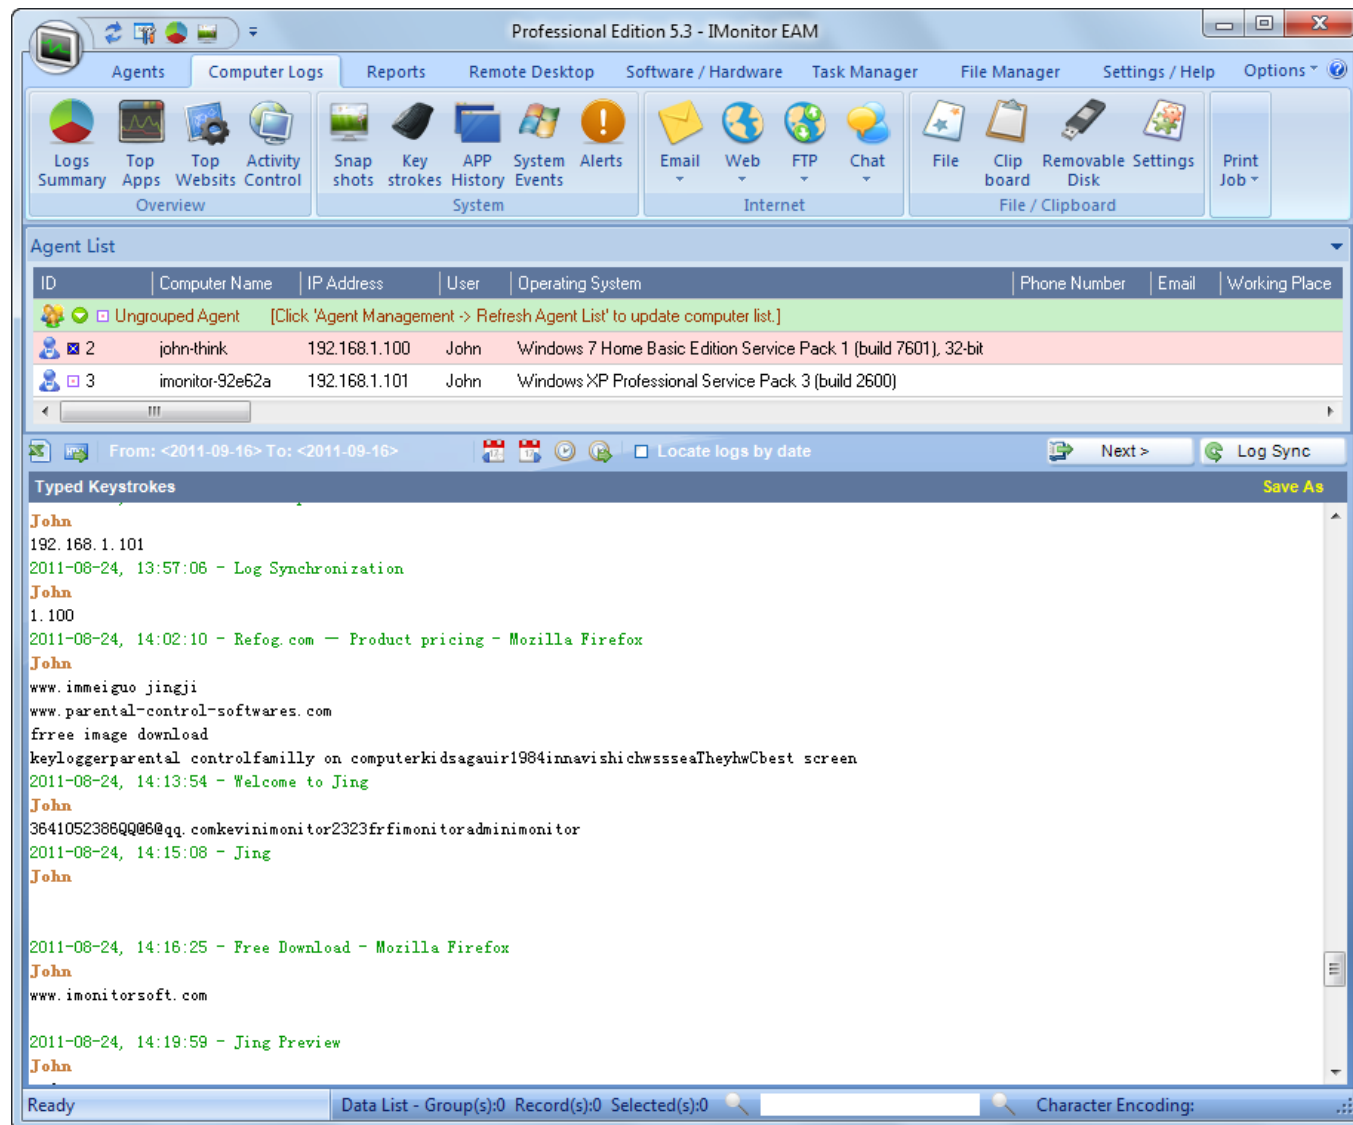 Professional Edition 5.3 - IMonitor EAM
Agents Computer Logs Reports Remote Desktop Software / Hardware Task Manager File Manager Settings / Help Options
Logs Summary Top Apps Top Websits Activity Control Snap shots Key strokes APP History System Events Alerts Email Web FTP Chat File Clip board Removable Disk Settings Print Job
Overview System Internet File / Clipboard
Agent List
ID Computer Name IP Address User Operating System Phone Number Email Working Place
Ungrouped Agent [Click 'Agent Management -> Refresh Agent List' to update computer list.]
2 john-think 192.168.1.100 John Windows 7 Home Basic Edition Service Pack 1 (build 7601), 32-bit
3 imonitor-92e62a 192.168.1.101 John Windows XP Professional Service Pack 3 (build 2600)
From: <2011-09-16> To: <2011-09-16> Locate logs by date Next > Log Sync
Typed Keystrokes Save As
John
192.168.1.101
2011-08-24, 13:57:06 - Log Synchronization
John
1.100
2011-08-24, 14:02:10 - Refog.com — Product pricing - Mozilla Firefox
John
www.immeiguo jingji
www.parental-control-softwares.com
frree image download
keyloggerparental controlfamilly on computerkidsagauir1984innavishichwssseaTheyhwCbest screen
2011-08-24, 14:13:54 - Welcome to Jing
John
3641052386QQ@6@qq.comkevinimonitor2323frfimonitoradminimonitor
2011-08-24, 14:15:08 - Jing
John
2011-08-24, 14:16:25 - Free Download - Mozilla Firefox
John
www.imonitorsoft.com
2011-08-24, 14:19:59 - Jing Preview
John
Ready Data List - Group(s):0 Record(s):0 Selected(s):0 Character Encoding: